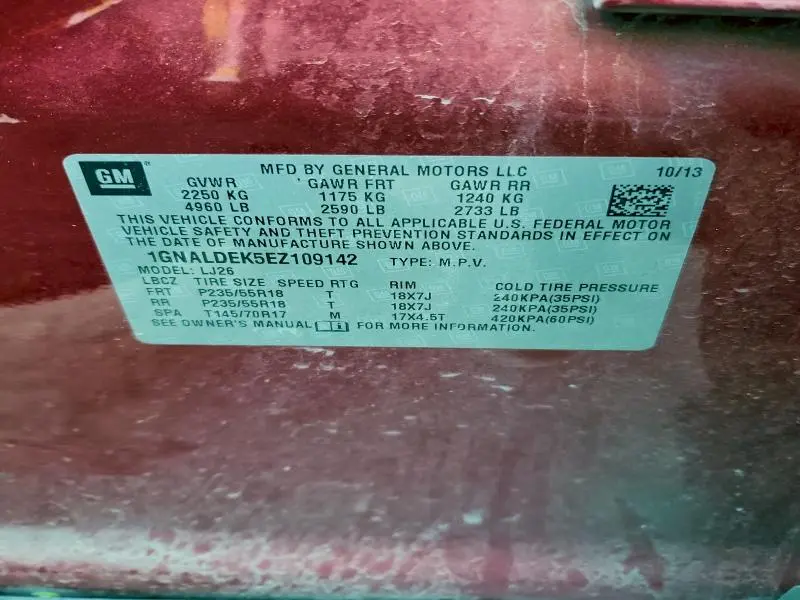 GM
MFD BY GENERAL MOTORS LLC 10/13
GVWR GAWR FRT GAWR RR
2250 KG 1175 KG 1240 KG
4960 LB 2590 LB 2733 LB
THIS VEHICLE CONFORMS TO ALL APPLICABLE U.S. FEDERAL MOTOR
VEHICLE SAFETY AND THEFT PREVENTION STANDARDS IN EFFECT ON
THE DATE OF MANUFACTURE SHOWN ABOVE.
1GNALDEK5EZ109142 TYPE: M.P.V.
MODEL: LJ26
LBCZ TIRE SIZE SPEED RTG RIM COLD TIRE PRESSURE
FRT P235/55R18 T 18X7J 240KPA(35PSI)
RR P235/55R18 T 18X7J 240KPA(35PSI)
SPA T145/70R17 M 17X4.5T 420KPA(60PSI)
SEE OWNER'S MANUAL FOR MORE INFORMATION.